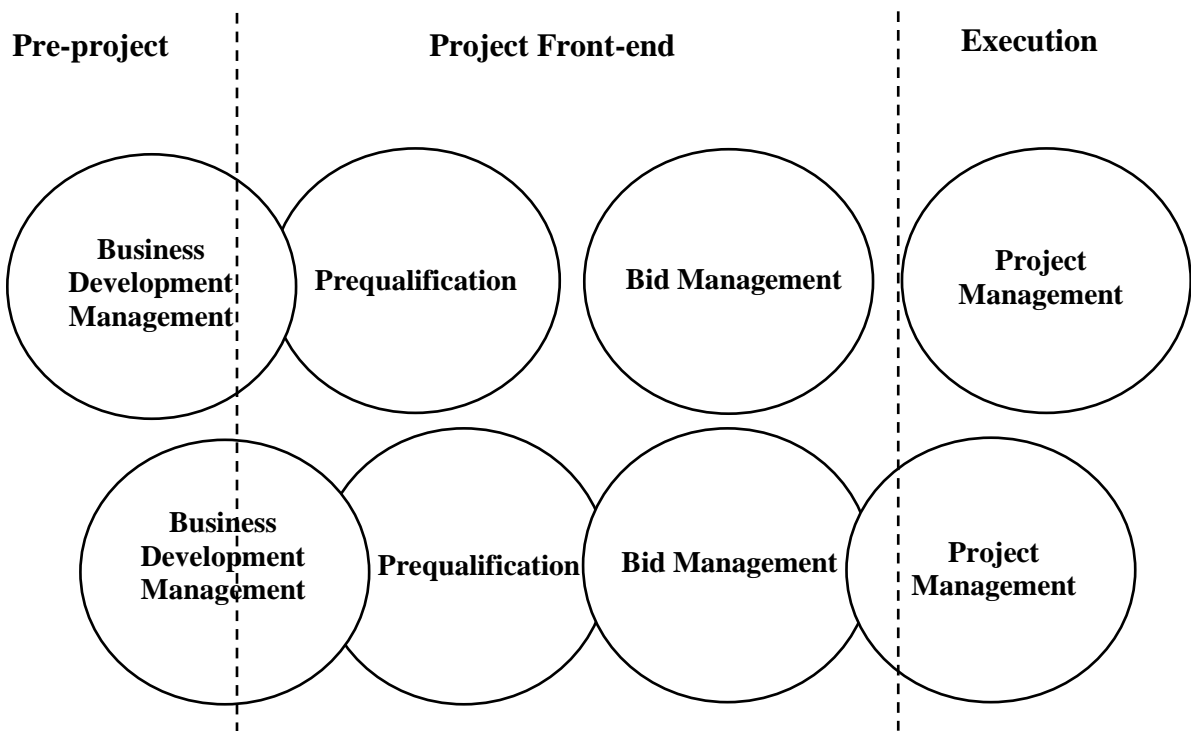 Pre-project
Project Front-end
Execution
Business
Development
Management
Prequalification
Bid Management
Project
Management
Business
Development
Management
Prequalification
Bid Management
Project
Management